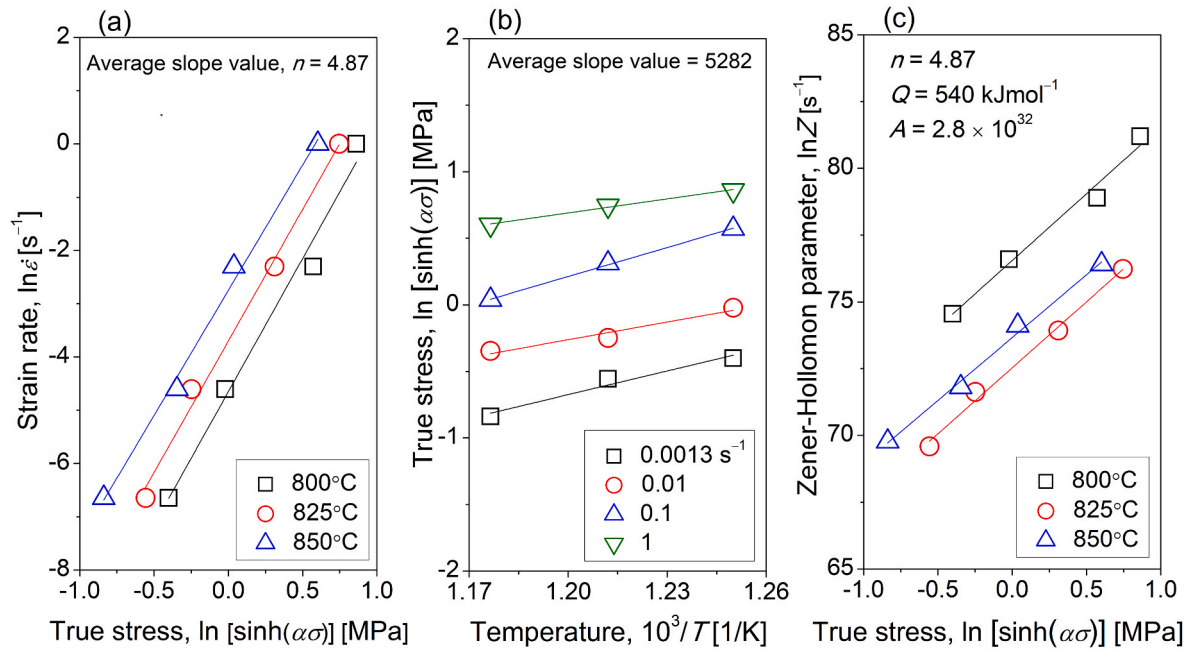 (a)
Average slope value, n = 4.87
Strain rate, lnε̇ [s⁻¹]
2
0
-2
-4
-6
-8
-1.0 -0.5 0.0 0.5 1.0
True stress, ln [sinh(ασ)] [MPa]
800°C
825°C
850°C
(b)
Average slope value = 5282
True stress, ln [sinh(ασ)] [MPa]
2
1
0
-1
-2
1.17 1.20 1.23 1.26
Temperature, 10³/T [1/K]
0.0013 s⁻¹
0.01
0.1
1
(c)
n = 4.87
Q = 540 kJmol⁻¹
A = 2.8 × 10³²
Zener-Hollomon parameter, lnZ [s⁻¹]
85
80
75
70
65
-1.0 -0.5 0.0 0.5 1.0
True stress, ln [sinh(ασ)] [MPa]
800°C
825°C
850°C